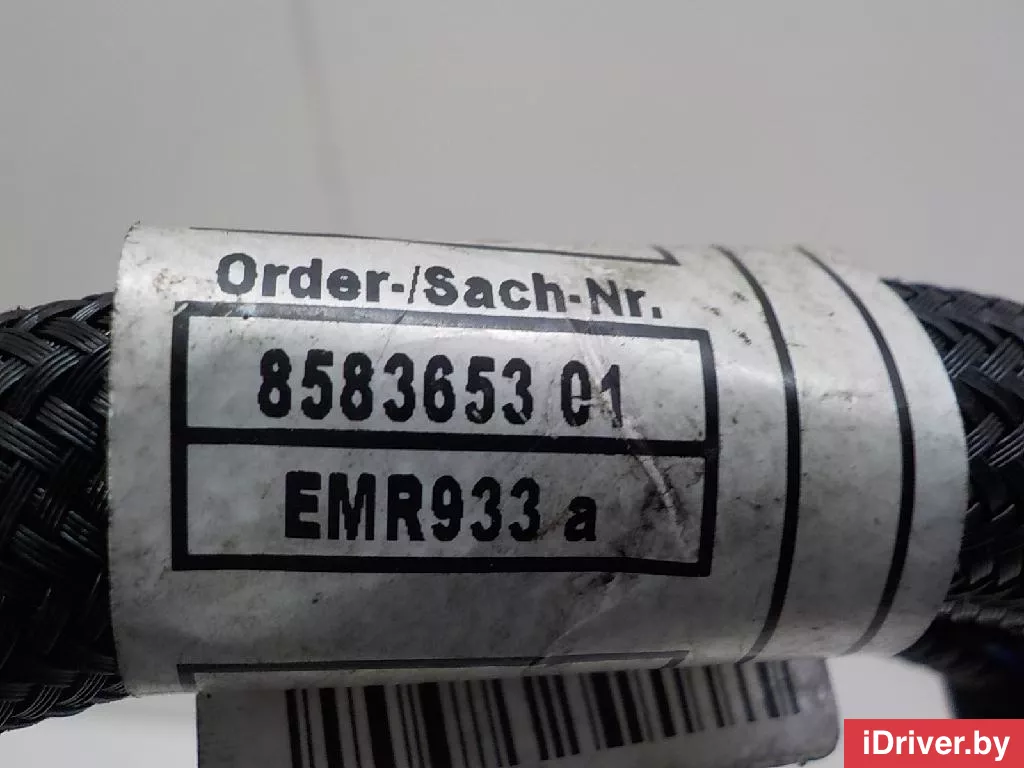 Order-/Sach-Nr.
8583653 01
EMR933 a
iDriver.by